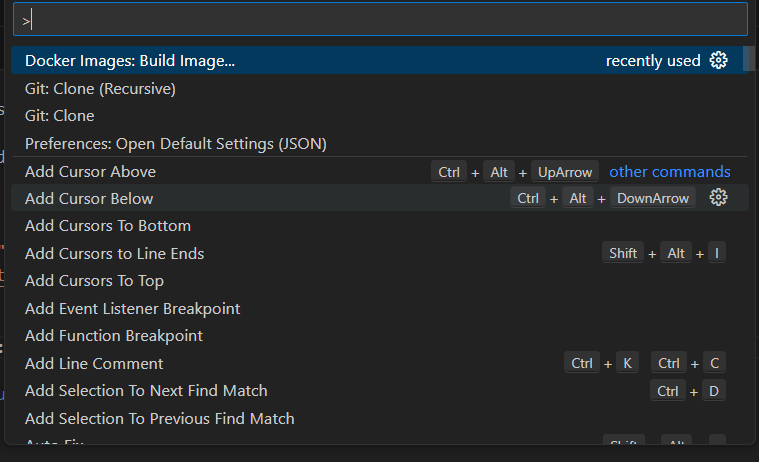 >
Docker Images: Build Image... recently used
Git: Clone (Recursive)
Git: Clone
Preferences: Open Default Settings (JSON)
Add Cursor Above Ctrl + Alt + UpArrow other commands
Add Cursor Below Ctrl + Alt + DownArrow
Add Cursors To Bottom
Add Cursors to Line Ends Shift + Alt + I
Add Cursors To Top
Add Event Listener Breakpoint
Add Function Breakpoint
Add Line Comment Ctrl + K Ctrl + C
Add Selection To Next Find Match Ctrl + D
Add Selection To Previous Find Match
Auto Fix Shift + Alt +